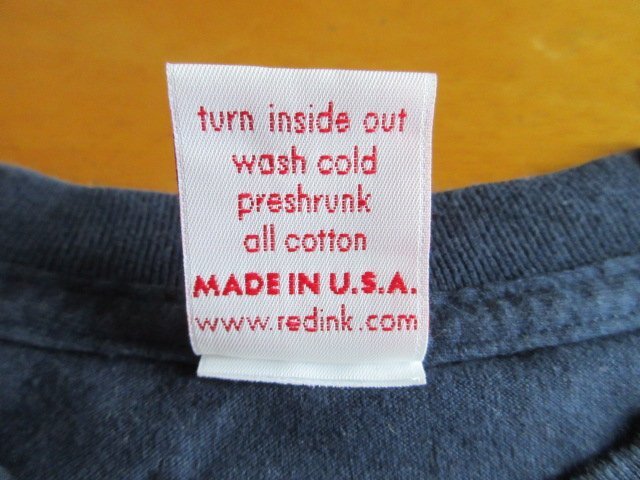 turn inside out
wash cold
preshrunk
all cotton
MADE IN U.S.A.
www.redink.com